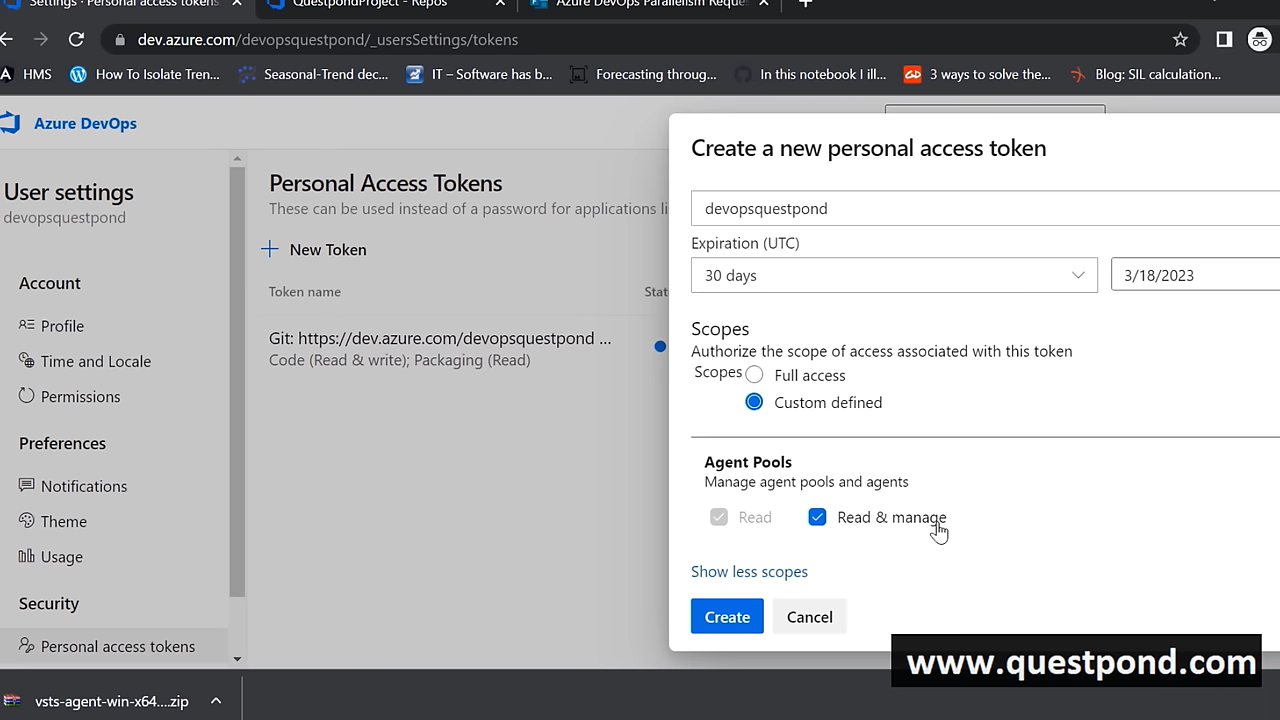 Settings · Personal access tokens
QuestpondProject - Repos
Azure DevOps Parallelism Reque
dev.azure.com/devopsquestpond/_usersSettings/tokens
HMS
How To Isolate Tren...
Seasonal-Trend dec...
IT – Software has b...
Forecasting throug...
In this notebook I ill...
3 ways to solve the...
Blog: SIL calculation...
Azure DevOps
User settings
devopsquestpond
Account
Profile
Time and Locale
Permissions
Preferences
Notifications
Theme
Usage
Security
Personal access tokens
Personal Access Tokens
These can be used instead of a password for applications li
New Token
Token name
Stat
Git: https://dev.azure.com/devopsquestpond ...
Code (Read & write); Packaging (Read)
Create a new personal access token
devopsquestpond
Expiration (UTC)
30 days
3/18/2023
Scopes
Authorize the scope of access associated with this token
Scopes
Full access
Custom defined
Agent Pools
Manage agent pools and agents
Read
Read & manage
Show less scopes
Create
Cancel
www.questpond.com
vsts-agent-win-x64....zip